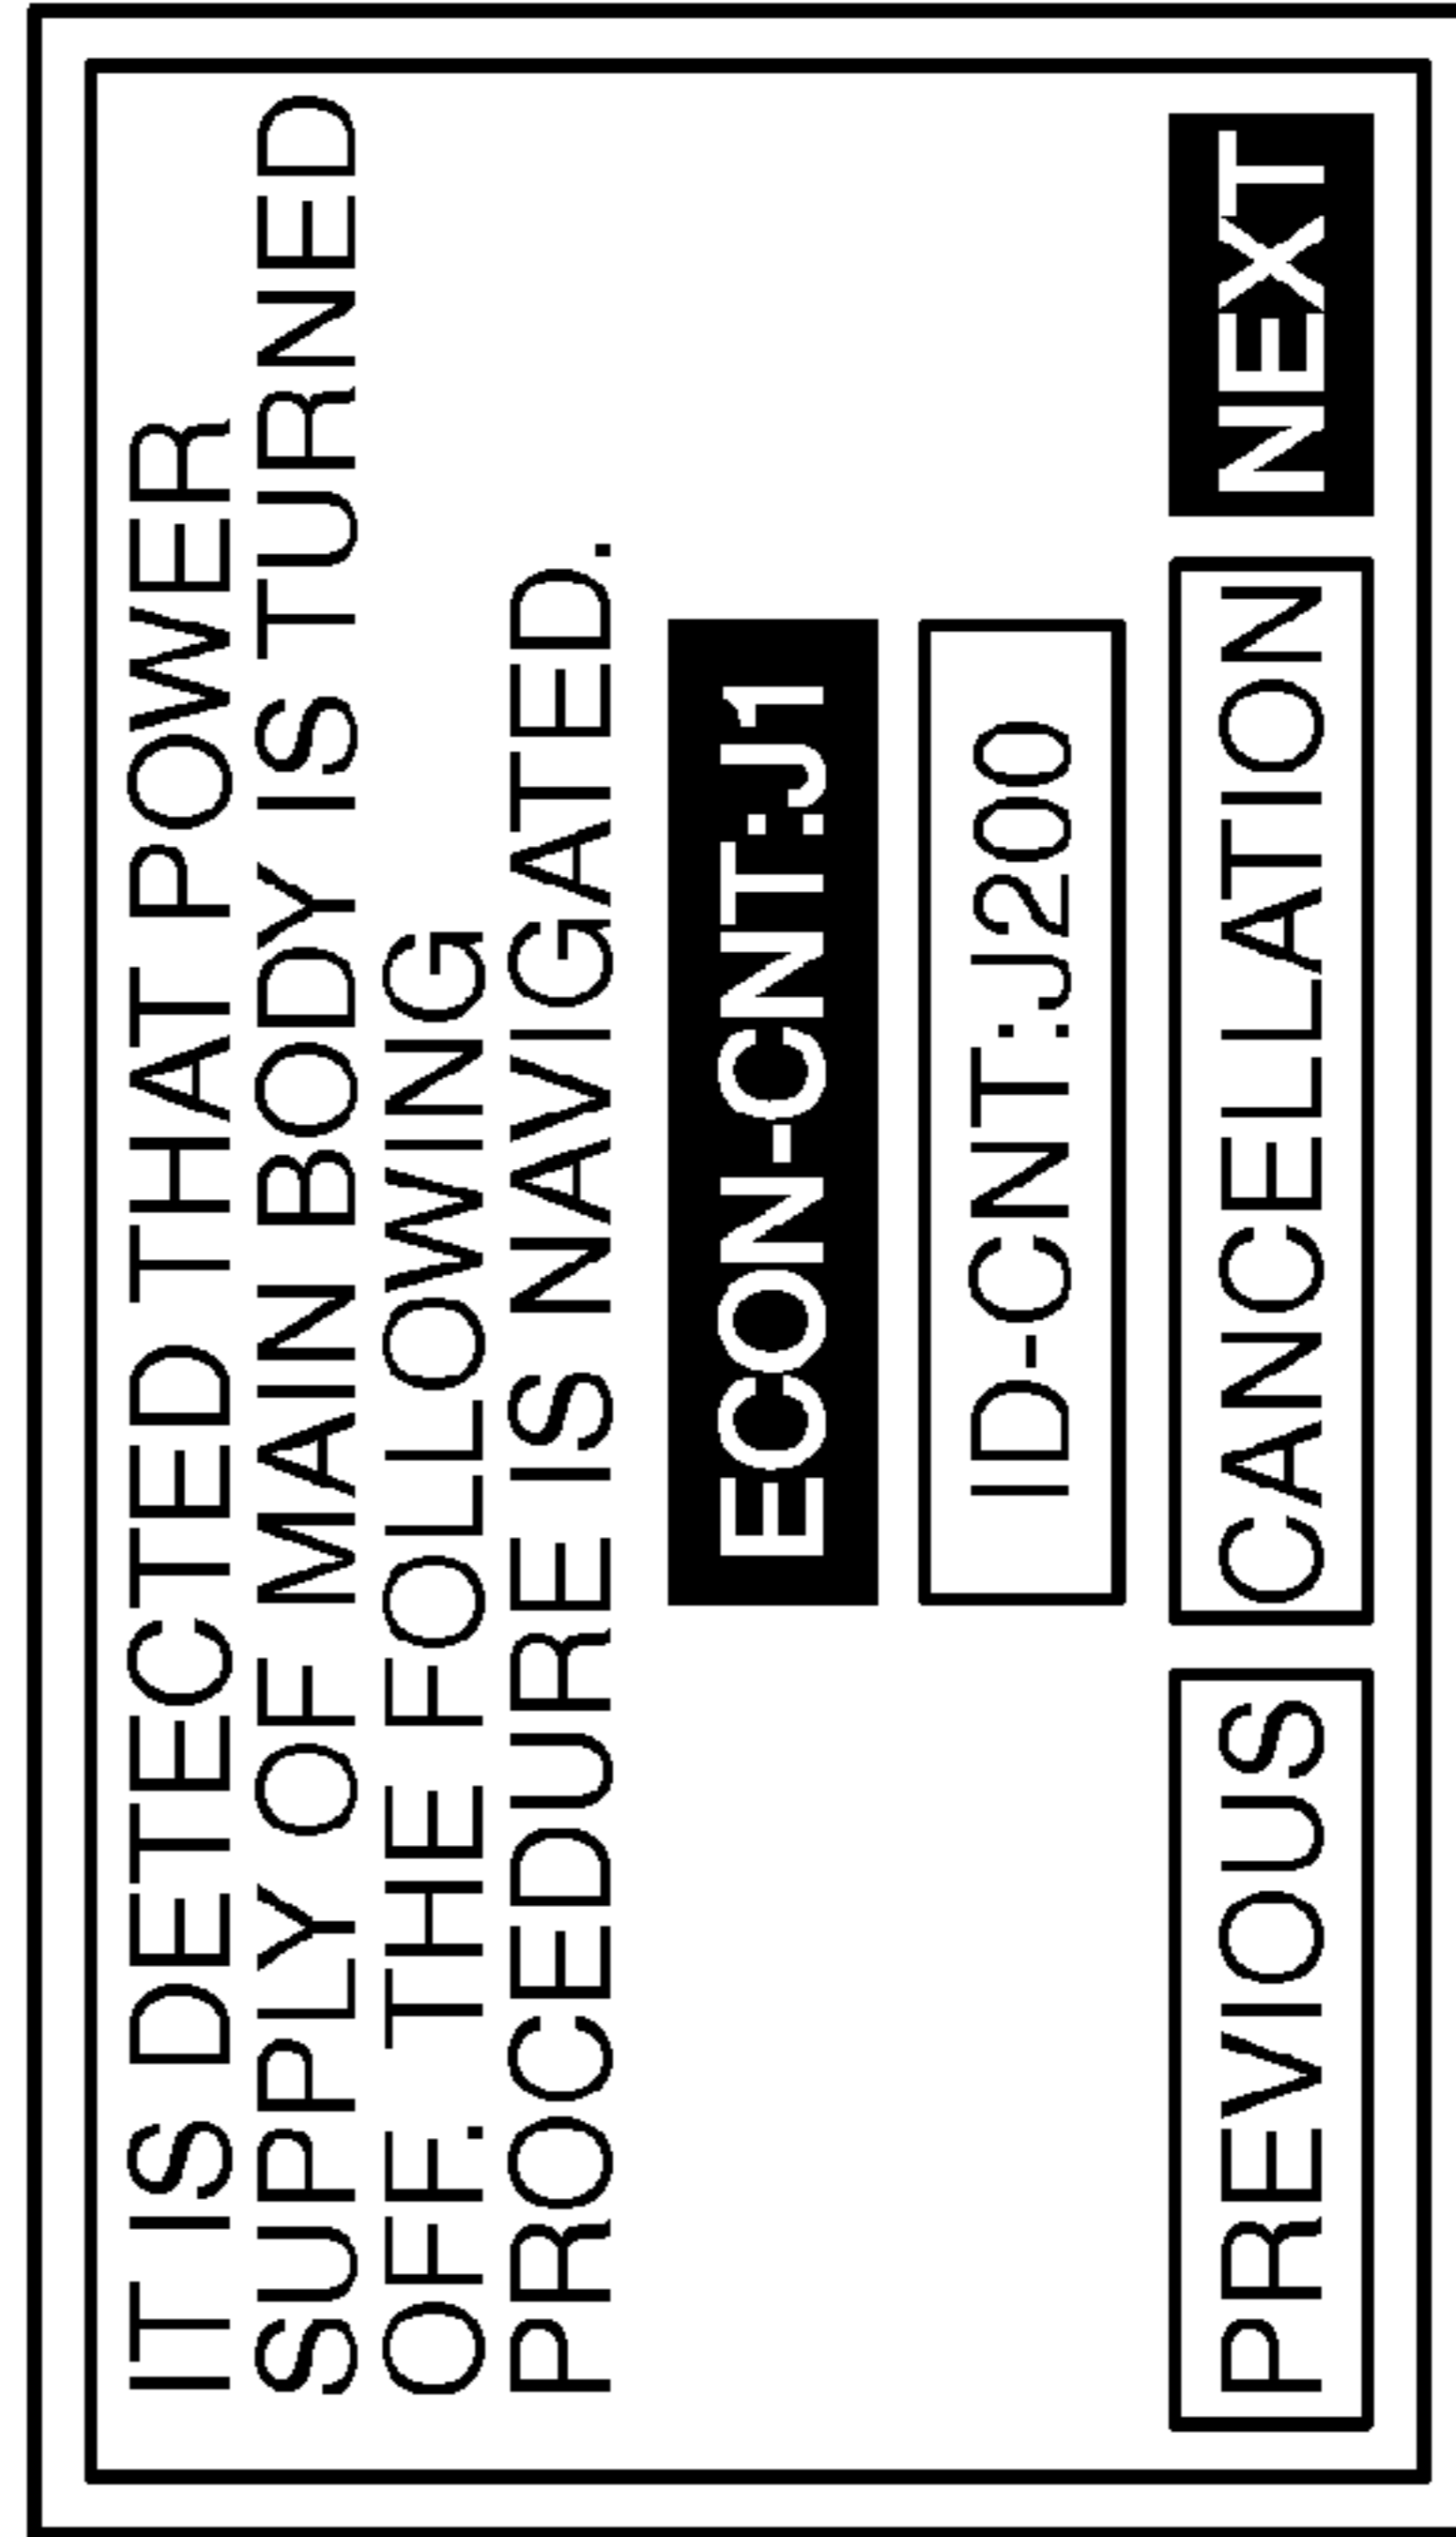 IT IS DETECTED THAT POWER
SUPPLY OF MAIN BODY IS TURNED
OFF. THE FOLLOWING
PROCEDURE IS NAVIGATED.
ECON-CNT:J1
ID-CNT:J200
PREVIOUS CANCELLATION NEXT